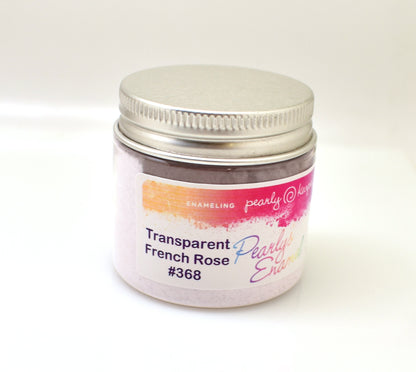 ENAMELING pearly
Transparent
French Rose
#368
Pearly's